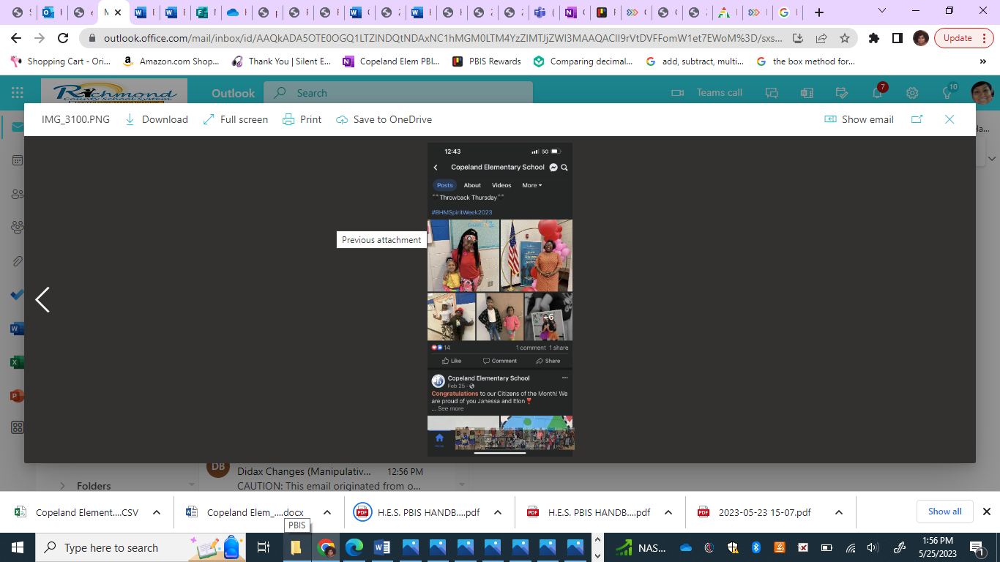 outlook.office.com/mail/inbox/id/AAQkADA5OTE0OGQ1LTZlNDQtNDAxNC1hMGM0LTM4YzZlMTJjZWI3MAAQACII9rVtDVFFomW1et7EWoM%3D/sxs...
Update
Shopping Cart - Ori...
Amazon.com Shop...
Thank You | Silent E...
Copeland Elem PBI...
PBIS Rewards
Comparing decimal...
add, subtract, multi...
the box method for...
»
Richmond
County School System
Outlook
Search
Teams call
7
10
IMG_3100.PNG
Download
Full screen
Print
Save to OneDrive
Show email
12:43
5G
Copeland Elementary School
Posts
About
Videos
More
Throwback Thursday
#BHMSpiritWeek2023
Previous attachment
+6
14
1 comment 1 share
Like
Comment
Share
Copeland Elementary School
Feb 25 ·
Congratulations to our Citizens of the Month! We
are proud of you Janessa and Elon
... See more
Home
DB
Didax Changes (Manipulativ...
12:56 PM
Folders
CAUTION: This email originated from o...
Copeland Element....CSV
Copeland Elem_....docx
H.E.S. PBIS HANDB....pdf
H.E.S. PBIS HANDB....pdf
2023-05-23 15-07.pdf
Show all
PBIS
Type here to search
NAS...
1:56 PM
5/25/2023
1